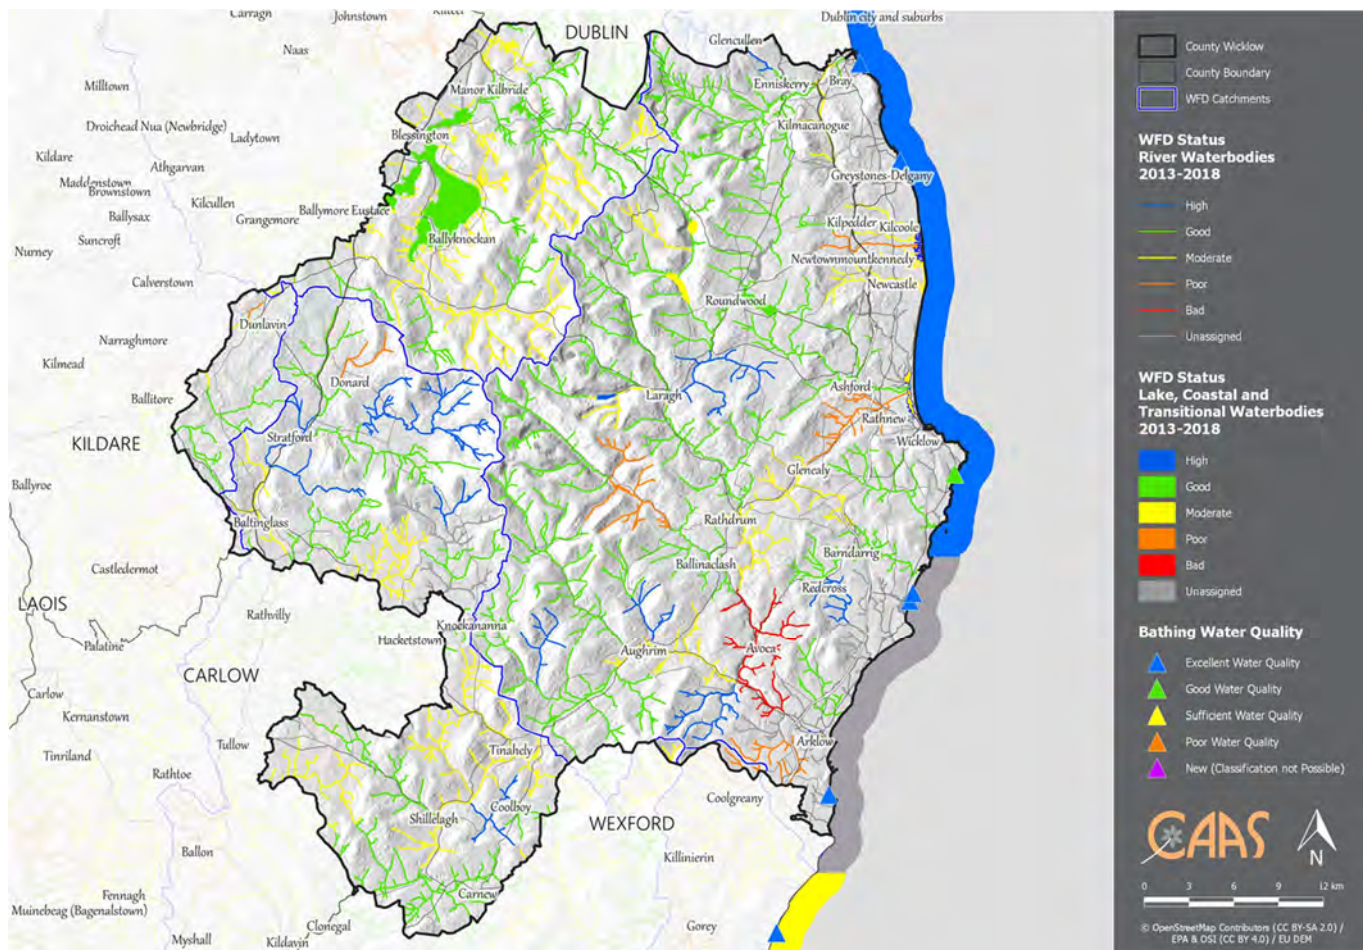 Carragh
Johnstown
Kilteel
Naas
DUBLIN
Glencullen
Dublin city and suburbs
Milltown
Manor Kilbride
Enniskerry
Bray
Droichead Nua (Newbridge)
Ladytown
Blessington
Kilmacanogue
Kildare
Athgarvan
Maddenstown
Brownstown
Kilcullen
Ballymore Eustace
Greystones-Delgany
Ballysax
Grangemore
Suncroft
Ballyknockan
Kilpedder
Kilcoole
Nurney
Newtownmountkennedy
Calverstown
Newcastle
Roundwood
Dunlavin
Narraghmore
Kilmead
Donard
Laragh
Ashford
Ballitore
Rathnew
KILDARE
Stratford
Wicklow
Glenealy
Ballyroe
Baltinglass
Rathdrum
Castledermot
Ballinaclash
Barndarrig
LAOIS
Redcross
Rathvilly
Palatine
Hacketstown
Knockananna
Aughrim
Avoca
CARLOW
Carlow
Kernanstown
Tullow
Tinahely
Arklow
Tinriland
Rathtoe
Coolboy
Coolgreany
Shillelagh
WEXFORD
Ballon
Killinierin
Fennagh
Carnew
Muinebeag (Bagenalstown)
Clonegal
Gorey
Myshall
Kildavin
County Wicklow
County Boundary
WFD Catchments
WFD Status
River Waterbodies
2013-2018
High
Good
Moderate
Poor
Bad
Unassigned
WFD Status
Lake, Coastal and
Transitional Waterbodies
2013-2018
High
Good
Moderate
Poor
Bad
Unassigned
Bathing Water Quality
Excellent Water Quality
Good Water Quality
Sufficient Water Quality
Poor Water Quality
New (Classification not Possible)
CAAS
N
0 3 6 9 12 km
© OpenStreetMap Contributors (CC BY-SA 2.0) /
EPA & OSI (CC BY 4.0) / EU DEM